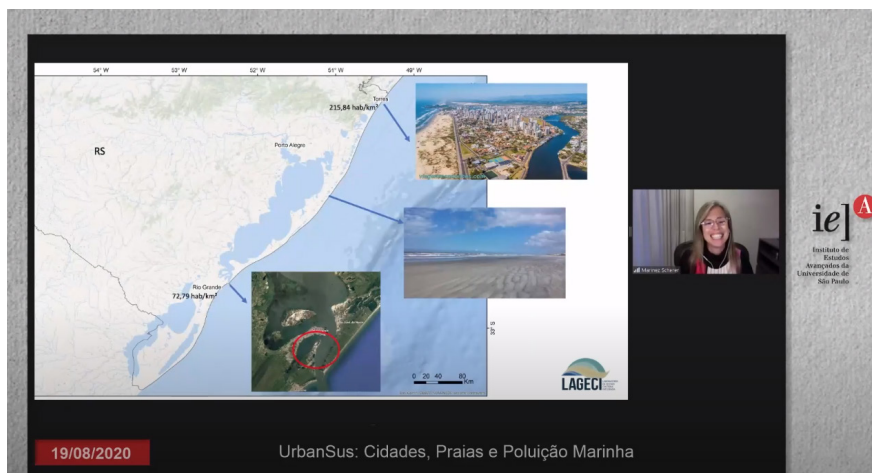 54° W 53° W 52° W 51° W 49° W
Torres
215,84 hab/km²
Porto Alegre
RS
Rio Grande
72,79 hab/km²
30° S
0 20 40 80
Km
LAGECI
Marinez Scherer
ie]A
Instituto de
Estudos
Avançados da
Universidade de
São Paulo
19/08/2020
UrbanSus: Cidades, Praias e Poluição Marinha